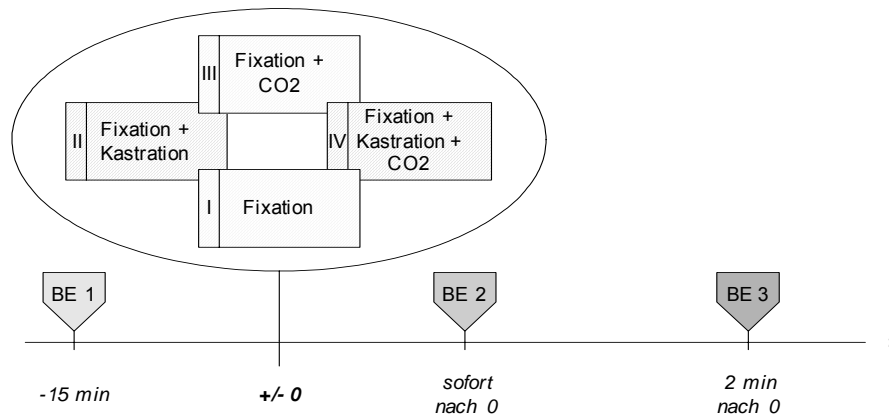 III
Fixation +
CO2
II
Fixation +
Kastration
IV
Fixation +
Kastration +
CO2
I
Fixation
BE 1
BE 2
BE 3
-15 min
+/- 0
sofort
nach 0
2 min
nach 0